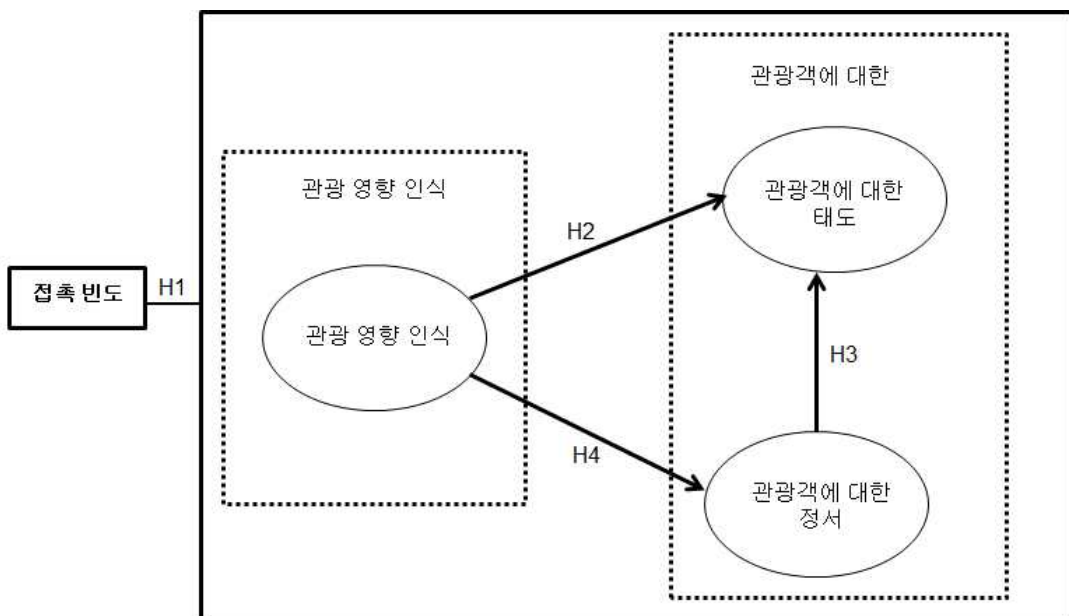 관광객에 대한
관광 영향 인식
관광객에 대한
태도
H2
접촉 빈도
H1
관광 영향 인식
H3
H4
관광객에 대한
정서